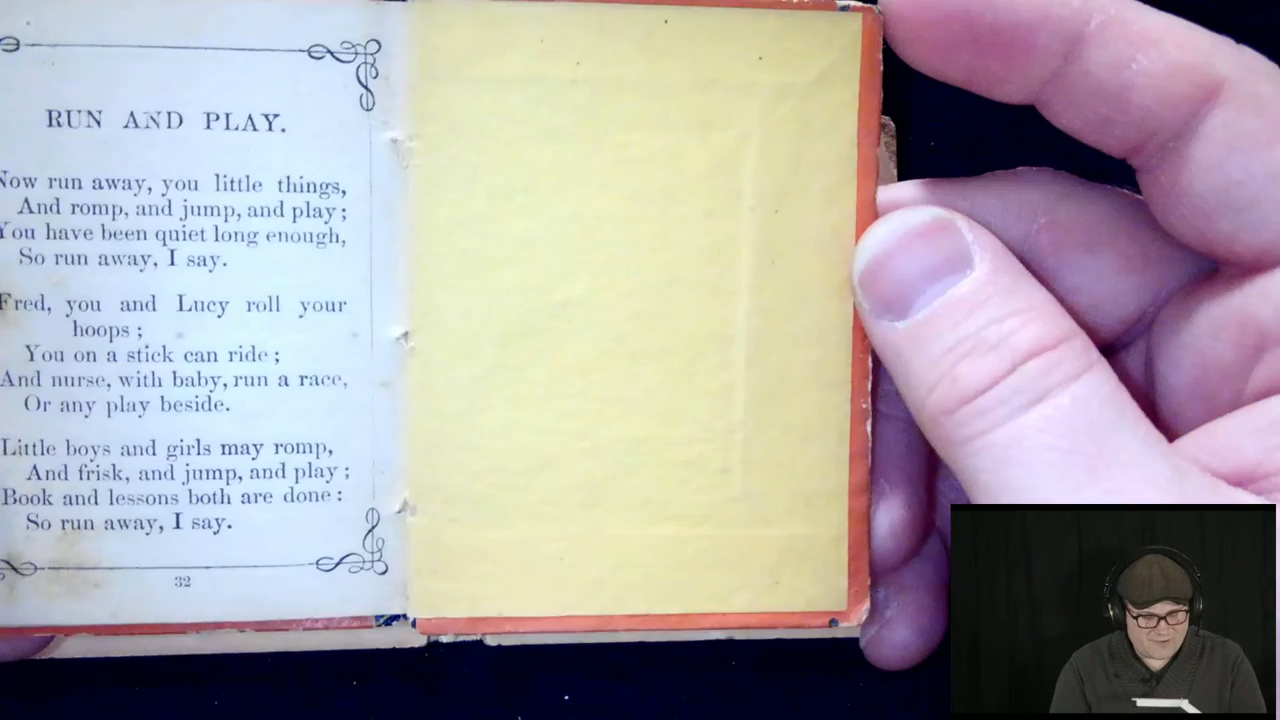 RUN AND PLAY.
Now run away, you little things,
And romp, and jump, and play;
You have been quiet long enough,
So run away, I say.
Fred, you and Lucy roll your
hoops;
You on a stick can ride;
And nurse, with baby, run a race,
Or any play beside.
Little boys and girls may romp,
And frisk, and jump, and play;
Book and lessons both are done:
So run away, I say.
32